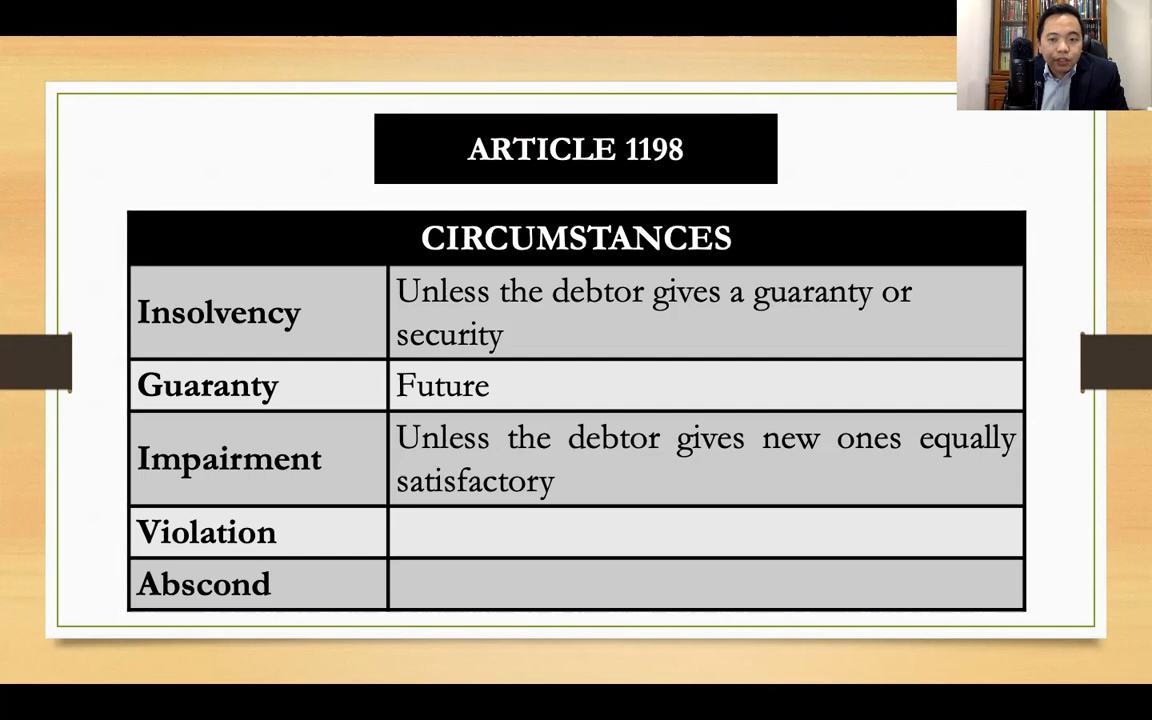 ARTICLE 1198
CIRCUMSTANCES
Insolvency
Unless the debtor gives a guaranty or
security
Guaranty
Future
Impairment
Unless the debtor gives new ones equally
satisfactory
Violation
Abscond